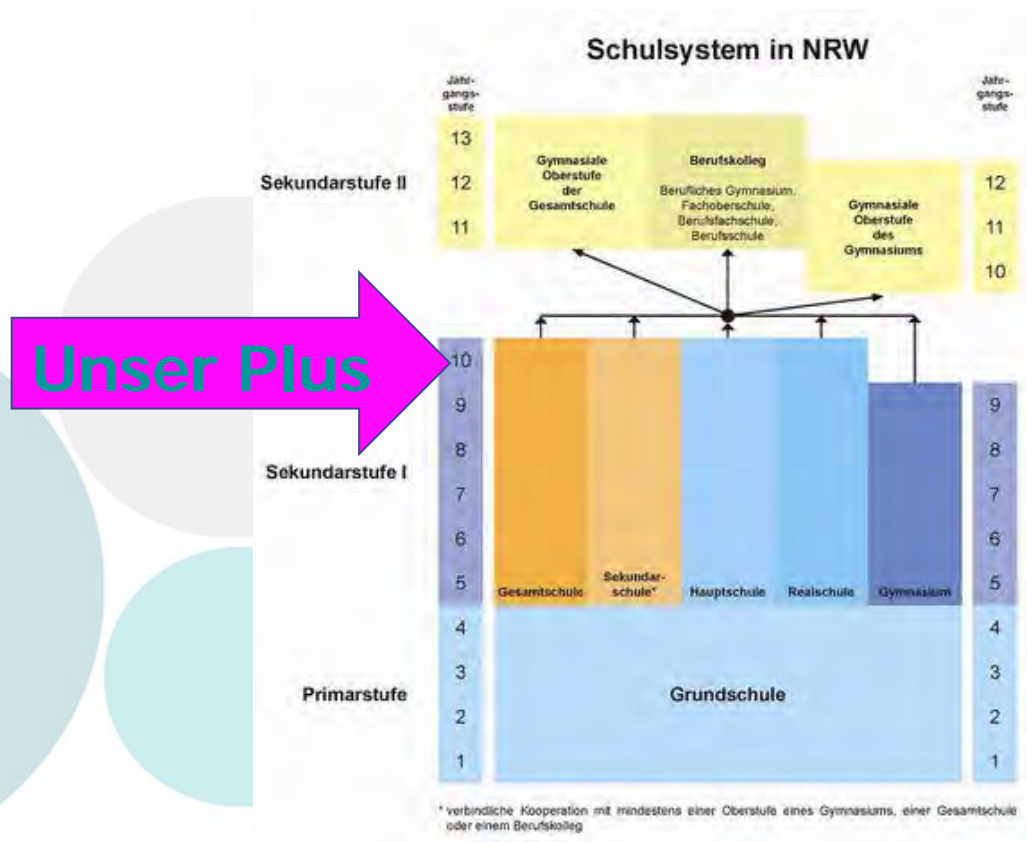 Schulsystem in NRW
Jahr-
gangs-
stufe
Jahr-
gangs-
stufe
13
12
11
Sekundarstufe II
Gymnasiale
Oberstufe
der
Gesamtschule
Berufskolleg
Berufliches Gymnasium,
Fachoberschule,
Berufsfachschule,
Berufsschule
Gymnasiale
Oberstufe
des
Gymnasiums
12
11
10
Unser Plus
10
9
8
7
6
5
Sekundarstufe I
Gesamtschule
Sekundar-
schule*
Hauptschule
Realschule
Gymnasium
9
8
7
6
5
4
3
2
1
Primarstufe
Grundschule
4
3
2
1
* verbindliche Kooperation mit mindestens einer Oberstufe eines Gymnasiums, einer Gesamtschule
oder einem Berufskolleg